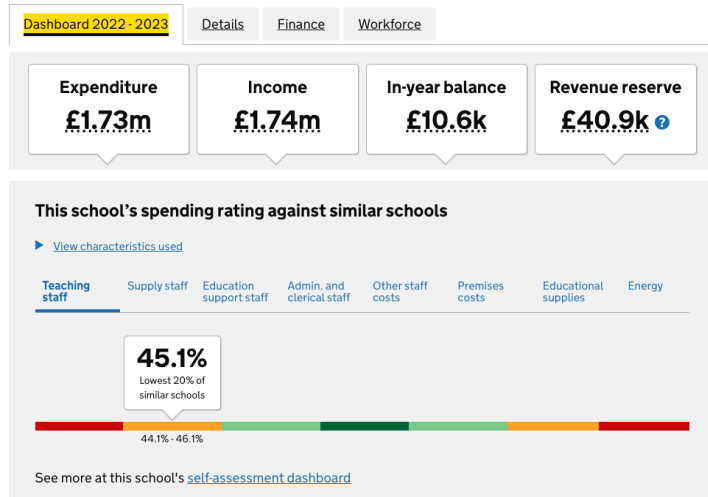 Dashboard 2022 - 2023 Details Finance Workforce
Expenditure Income In-year balance Revenue reserve
£1.73m £1.74m £10.6k £40.9k ?
This school's spending rating against similar schools
View characteristics used
Teaching staff
Supply staff
Education support staff
Admin. and clerical staff
Other staff costs
Premises costs
Educational supplies
Energy
45.1%
Lowest 20% of
similar schools
44.1% - 46.1%
See more at this school's self-assessment dashboard